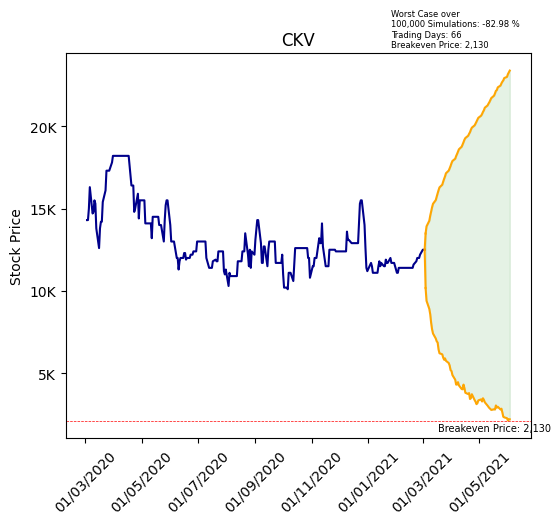 Worst Case over
100,000 Simulations: -82.98 %
Trading Days: 66
Breakeven Price: 2,130
CKV
Stock Price
20K
15K
10K
5K
Breakeven Price: 2,130
01/03/2020
01/05/2020
01/07/2020
01/09/2020
01/11/2020
01/01/2021
01/03/2021
01/05/2021